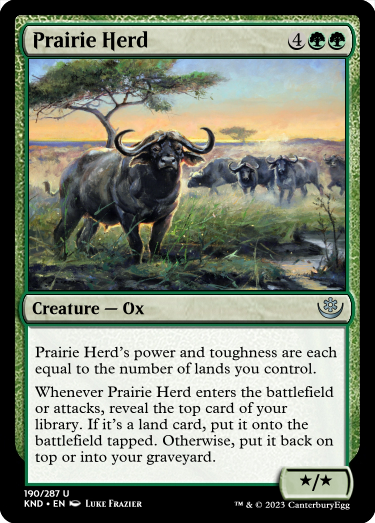 Prairie Herd 4
Creature — Ox
Prairie Herd's power and toughness are each
equal to the number of lands you control.
Whenever Prairie Herd enters the battlefield
or attacks, reveal the top card of your
library. If it's a land card, put it onto the
battlefield tapped. Otherwise, put it back on
top or into your graveyard.
★/★
190/287 U
KND • EN Luke Frazier ™ & © 2023 CanterburyEgg